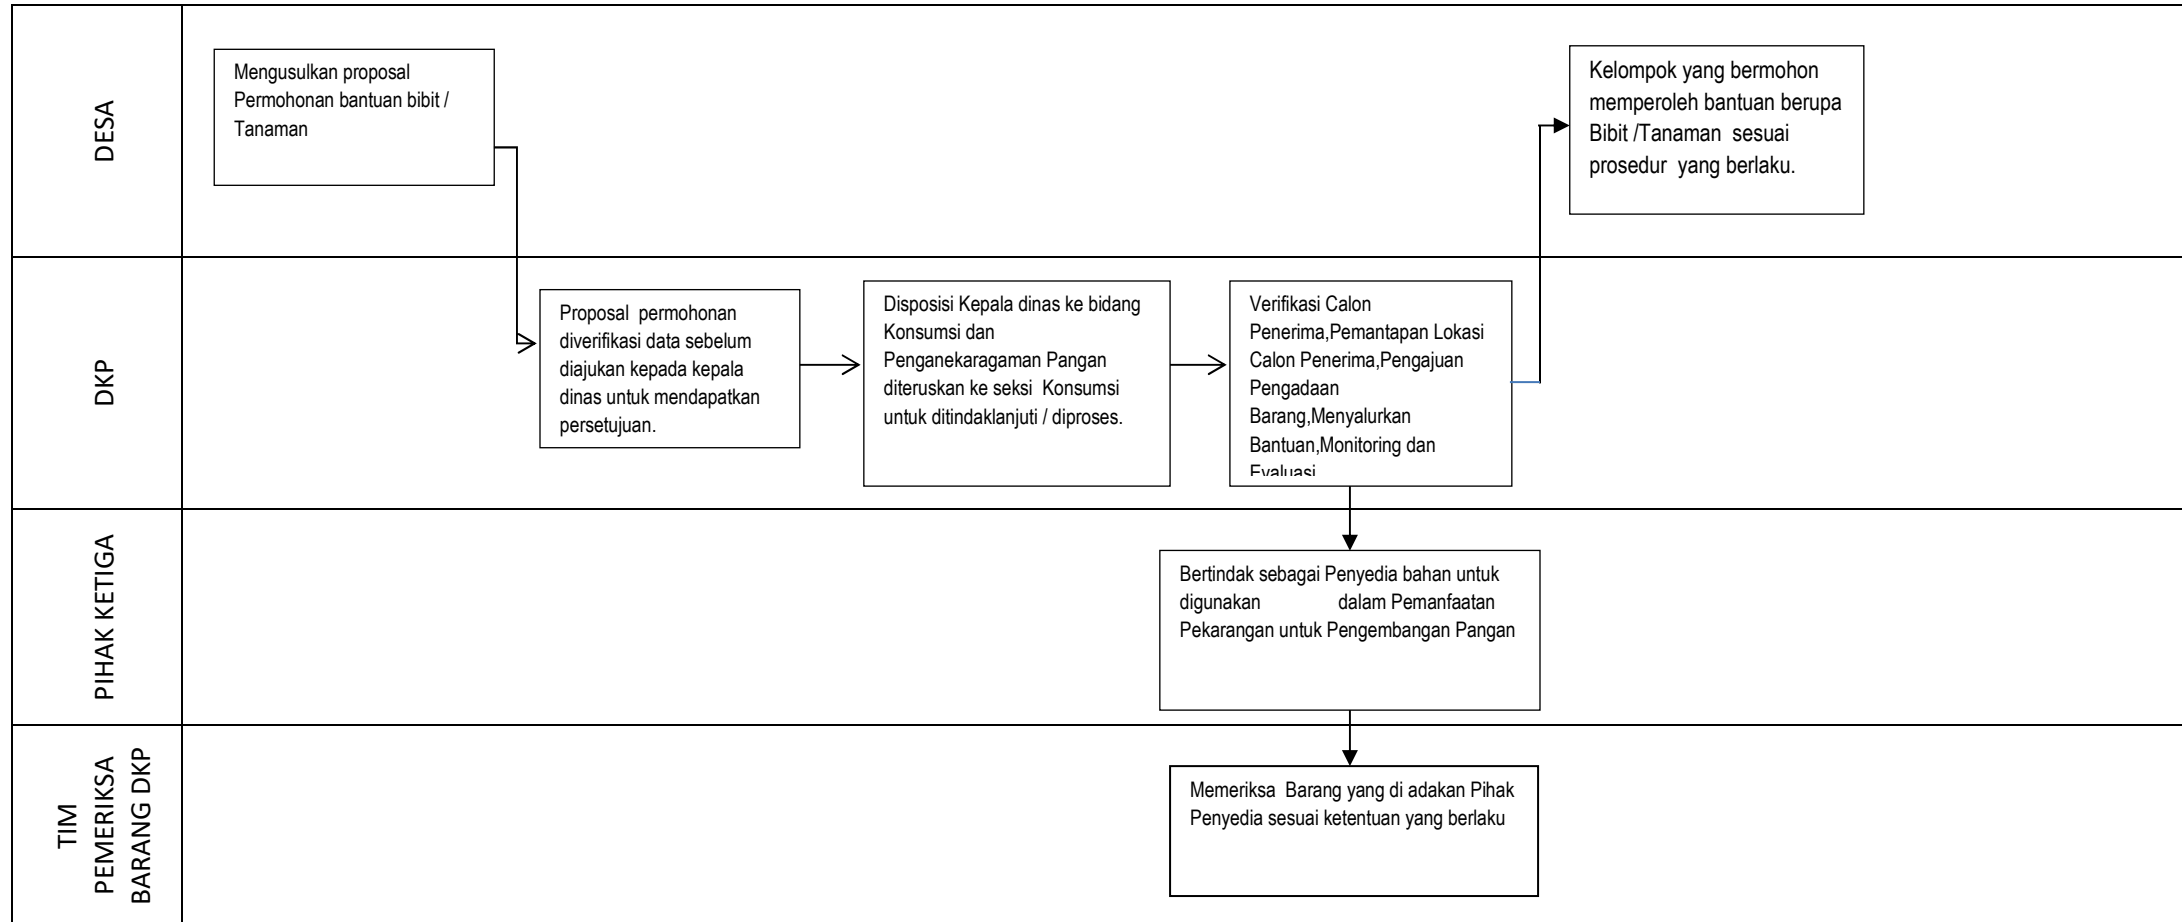 DESA
Mengusulkan proposal
Permohonan bantuan bibit /
Tanaman
Kelompok yang bermohon
memperoleh bantuan berupa
Bibit /Tanaman sesuai
prosedur yang berlaku.
DKP
Proposal permohonan
diverifikasi data sebelum
diajukan kepada kepala
dinas untuk mendapatkan
persetujuan.
Disposisi Kepala dinas ke bidang
Konsumsi dan
Penganekaragaman Pangan
diteruskan ke seksi Konsumsi
untuk ditindaklanjuti / diproses.
Verifikasi Calon
Penerima,Pemantapan Lokasi
Calon Penerima,Pengajuan
Pengadaan
Barang,Menyalurkan
Bantuan,Monitoring dan
Evaluasi
PIHAK KETIGA
Bertindak sebagai Penyedia bahan untuk
digunakan dalam Pemanfaatan
Pekarangan untuk Pengembangan Pangan
TIM
PEMERIKSA
BARANG DKP
Memeriksa Barang yang di adakan Pihak
Penyedia sesuai ketentuan yang berlaku